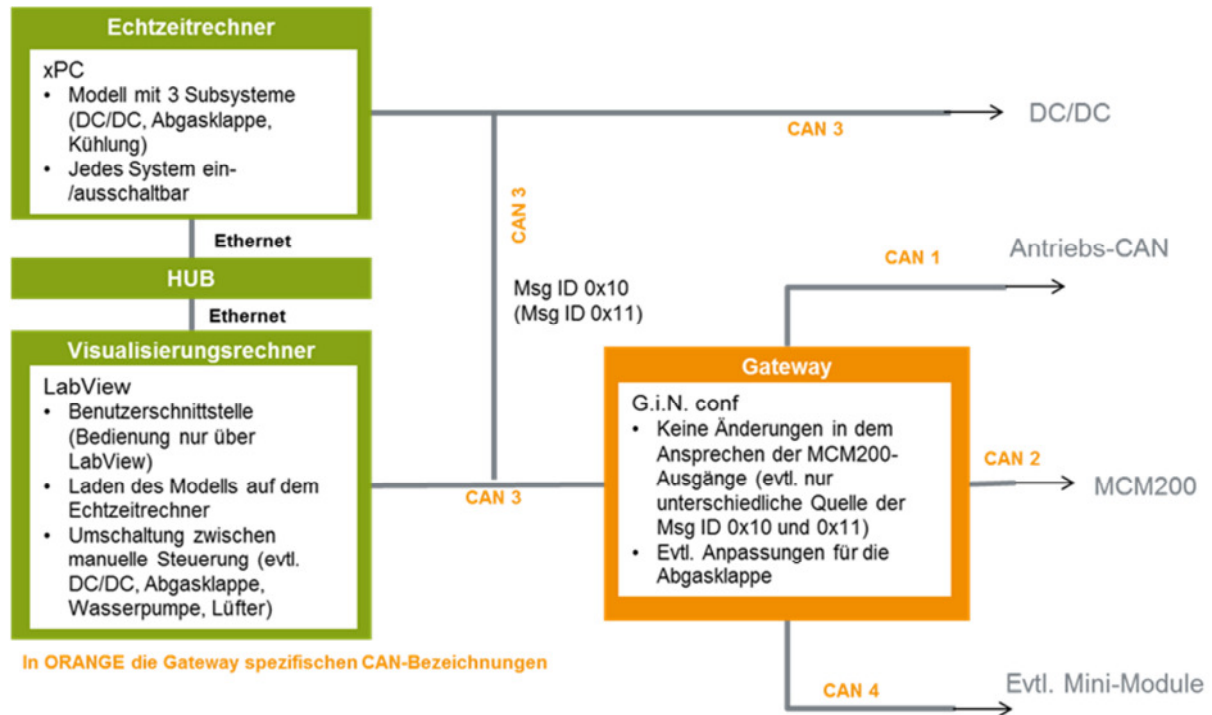 Echtzeitrechner
xPC
• Modell mit 3 Subsysteme
(DC/DC, Abgasklappe,
Kühlung)
• Jedes System ein-
/ausschaltbar
Ethernet
HUB
Ethernet
Visualisierungsrechner
LabView
• Benutzerschnittstelle
(Bedienung nur über
LabView)
• Laden des Modells auf dem
Echtzeitrechner
• Umschaltung zwischen
manuelle Steuerung (evtl.
DC/DC, Abgasklappe,
Wasserpumpe, Lüfter)
In ORANGE die Gateway spezifischen CAN-Bezeichnungen
CAN 3
DC/DC
CAN 3
Msg ID 0x10
(Msg ID 0x11)
CAN 3
CAN 1
Antriebs-CAN
Gateway
G.i.N. conf
• Keine Änderungen in dem
Ansprechen der MCM200-
Ausgänge (evtl. nur
unterschiedliche Quelle der
Msg ID 0x10 und 0x11)
• Evtl. Anpassungen für die
Abgasklappe
CAN 2
MCM200
CAN 4
Evtl. Mini-Module